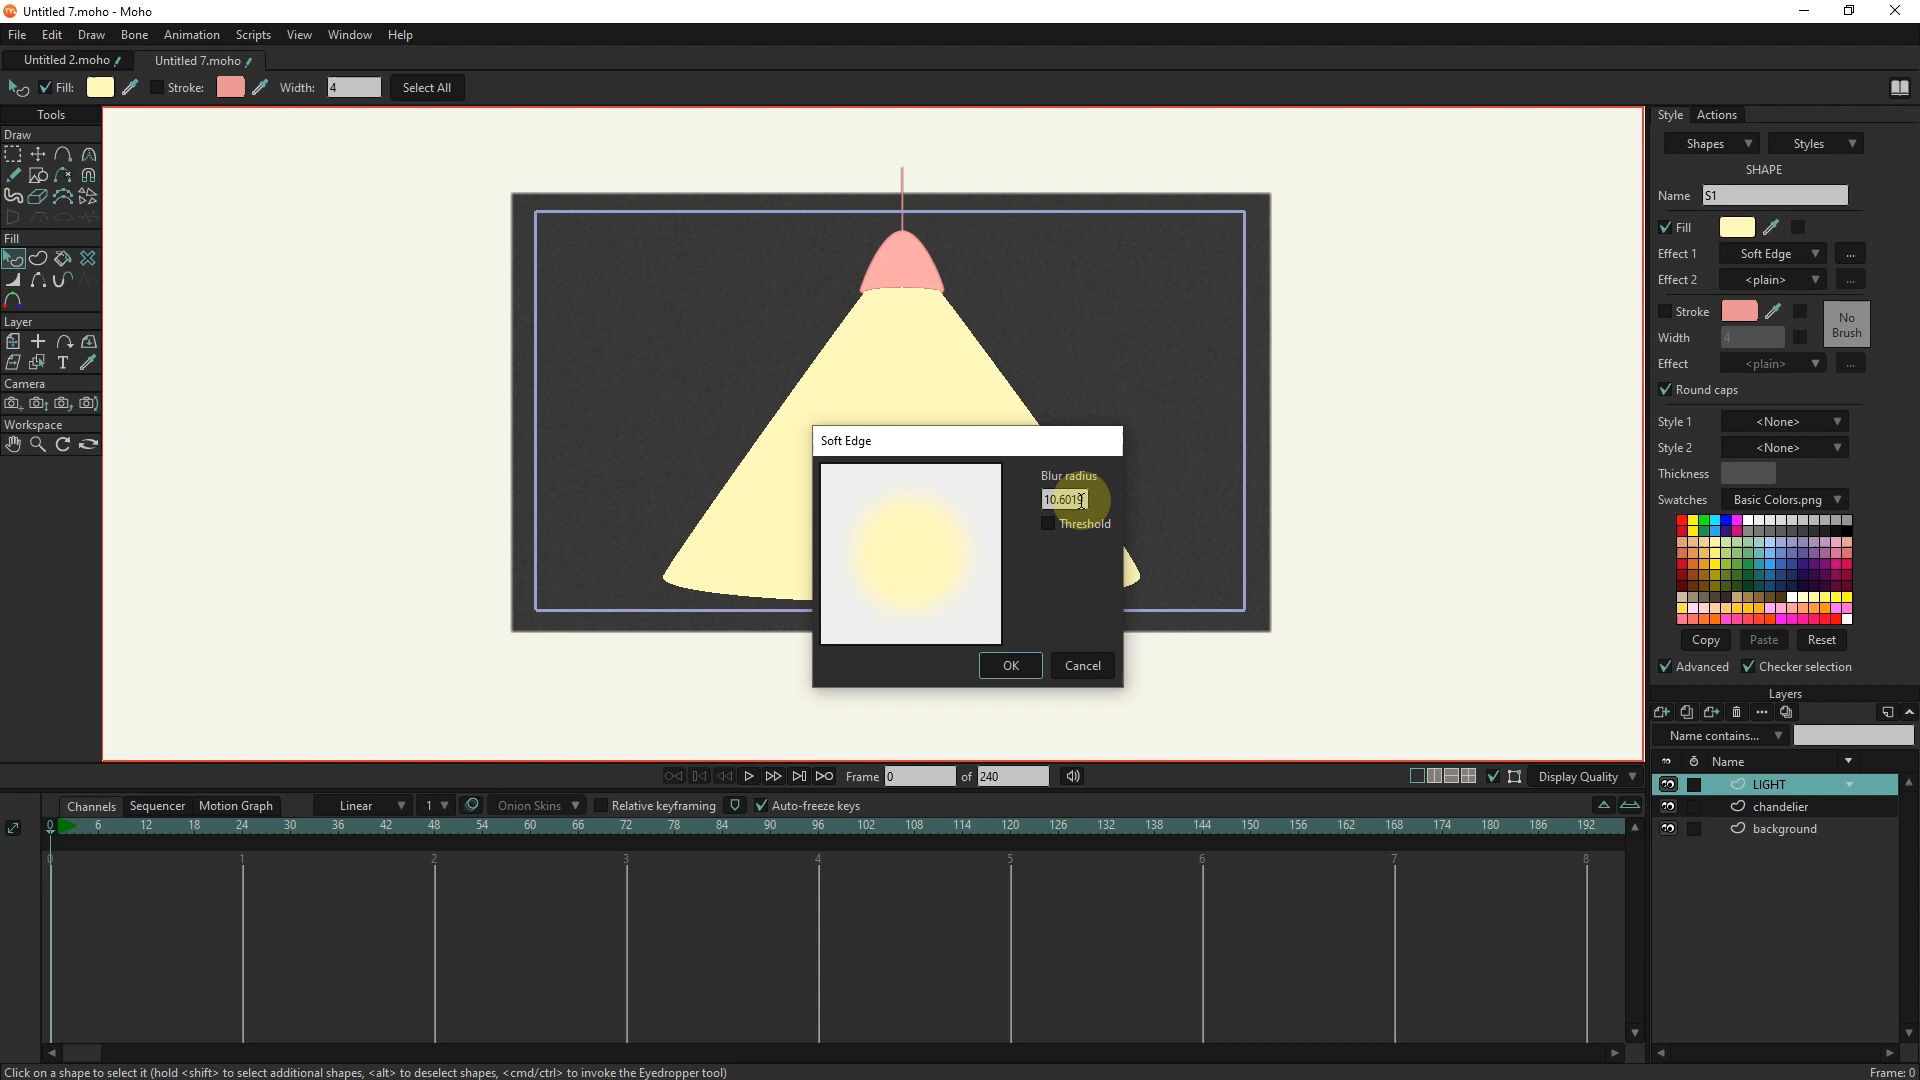 Untitled 7.moho - Moho
File Edit Draw Bone Animation Scripts View Window Help
Untitled 2.moho Untitled 7.moho
Fill: Stroke: Width: 4 Select All
Tools
Draw
Fill
Layer
T
Camera
Workspace
Soft Edge
Blur radius
10.6019
Threshold
OK Cancel
Style Actions
Shapes Styles
SHAPE
Name S1
Fill
Effect 1 Soft Edge ...
Effect 2 <plain> ...
Stroke No Brush
Width 4
Effect <plain> ...
Round caps
Style 1 <None>
Style 2 <None>
Thickness
Swatches Basic Colors.png
Copy Paste Reset
Advanced Checker selection
Layers
Name contains...
Name
LIGHT
chandelier
background
Frame 0 of 240 Display Quality
Channels Sequencer Motion Graph Linear 1 Onion Skins Relative keyframing Auto-freeze keys
0 6 12 18 24 30 36 42 48 54 60 66 72 78 84 90 96 102 108 114 120 126 132 138 144 150 156 162 168 174 180 186 192
0 1 2 3 4 5 6 7 8
Click on a shape to select it (hold <shift> to select additional shapes, <alt> to deselect shapes, <cmd/ctrl> to invoke the Eyedropper tool) Frame: 0